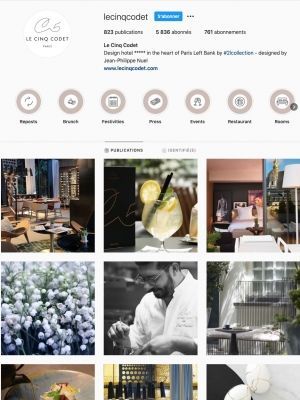 lecinqcodet
S'abonner
823 publications
5 836 abonnés
761 abonnements
C5
LE CINQ CODET
PARIS
Le Cinq Codet
Design hotel ***** in the heart of Paris Left Bank by #21collection - designed by
Jean-Philippe Nuel
www.lecinqcodet.com
Reposts
Brunch
Festivities
Press
Events
Restaurant
Rooms
PUBLICATIONS
IDENTIFIÉ(E)